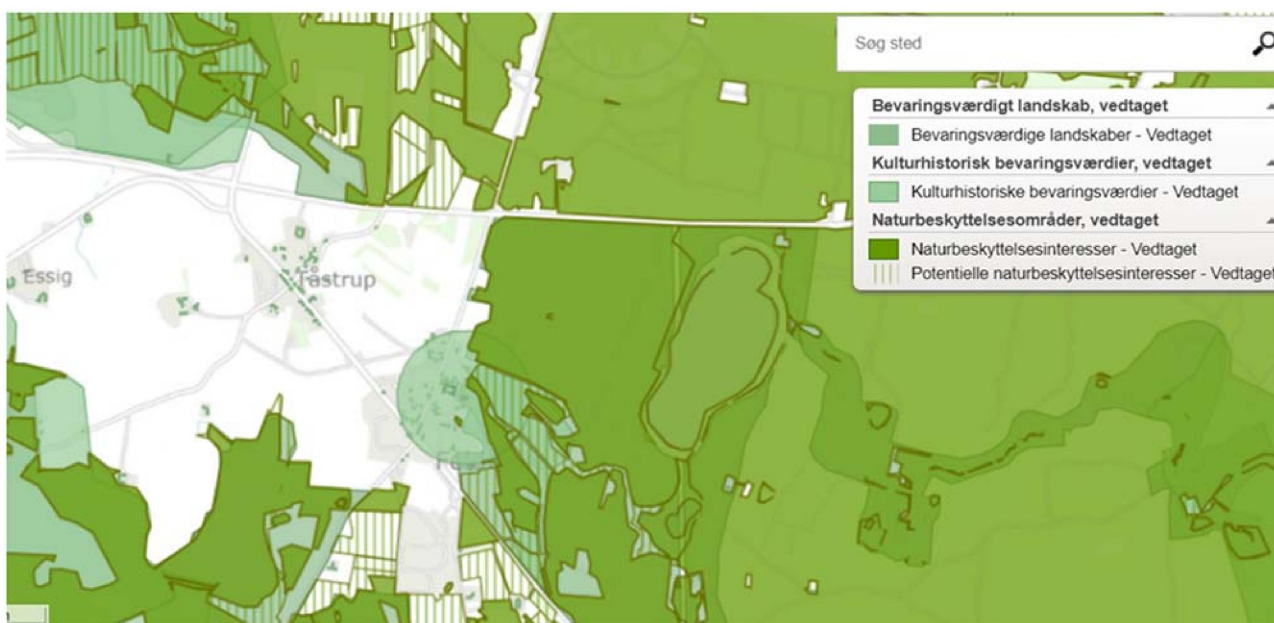 Søg sted
Bevaringsværdigt landskab, vedtaget
Bevaringsværdige landskaber - Vedtaget
Kulturhistorisk bevaringsværdier, vedtaget
Kulturhistoriske bevaringsværdier - Vedtaget
Naturbeskyttelsesområder, vedtaget
Naturbeskyttelsesinteresser - Vedtaget
Potentielle naturbeskyttelsesinteresser - Vedtaget
Essig
Tåstrup